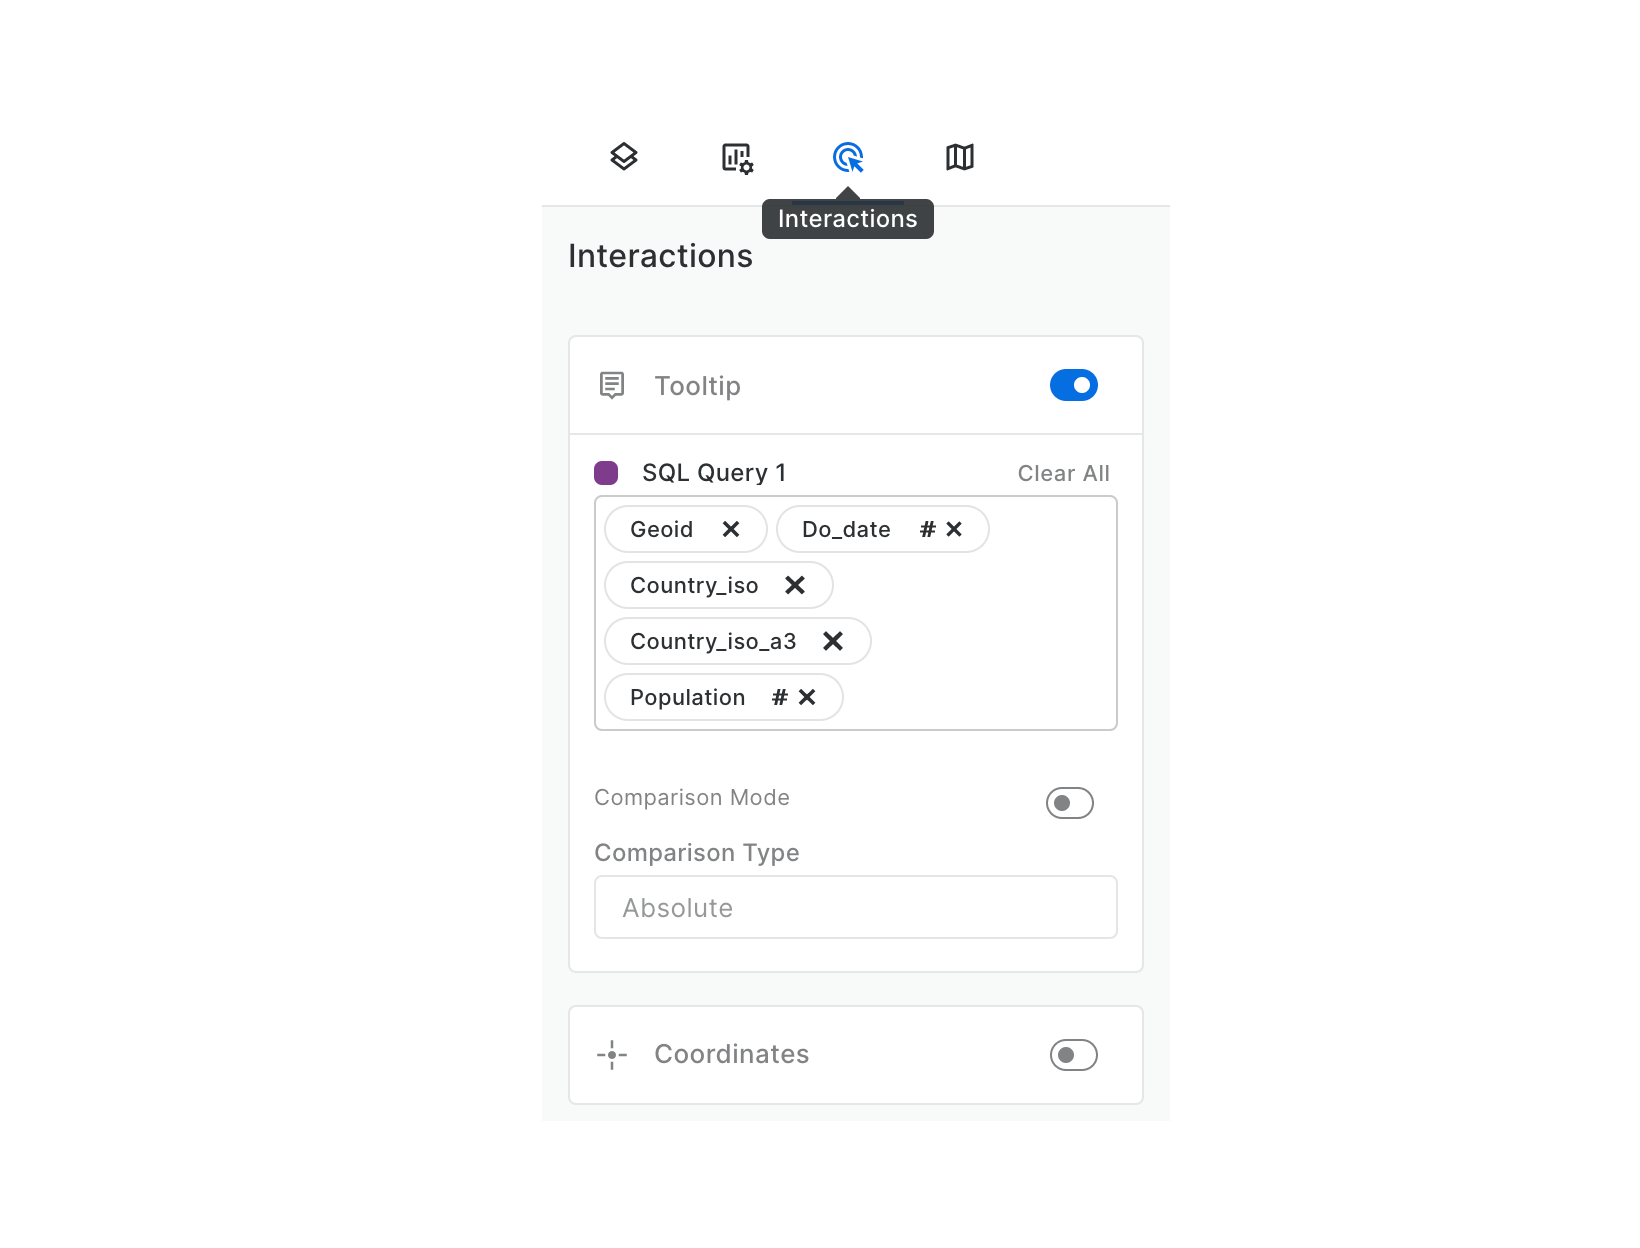 Interactions
Interactions
Tooltip
SQL Query 1 Clear All
Geoid Do_date #
Country_iso
Country_iso_a3
Population #
Comparison Mode
Comparison Type
Absolute
Coordinates